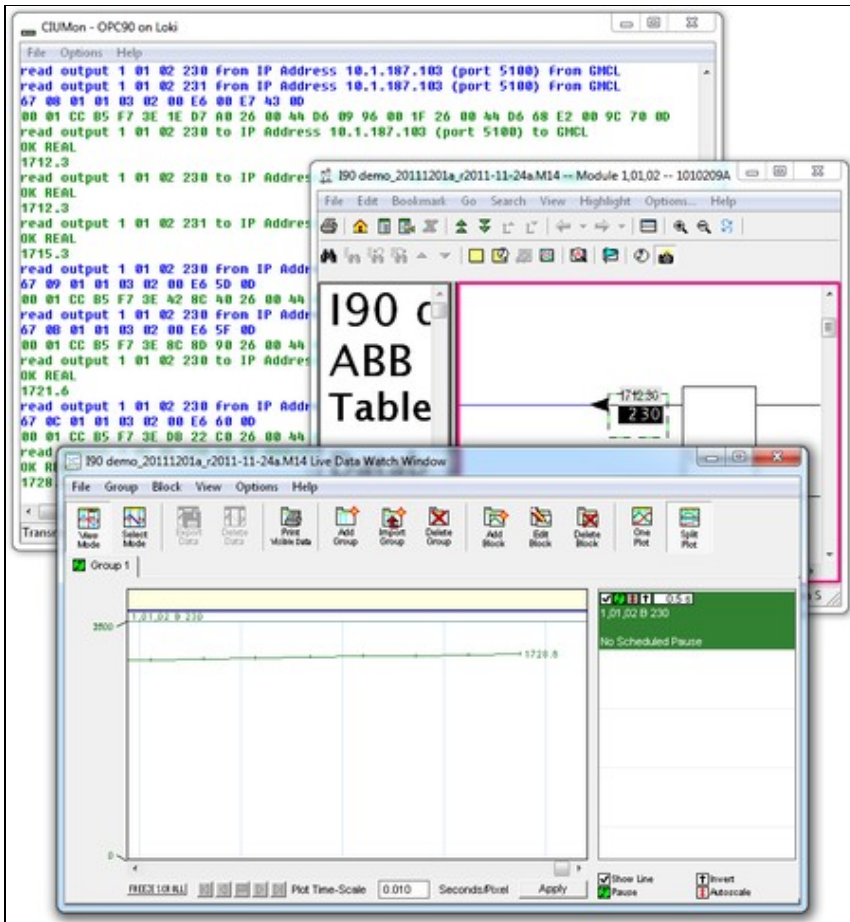 CIUMon - OPC90 on Loki
File Options Help
read output 1 01 02 230 from IP Address 10.1.187.103 (port 5100) from GMCL
read output 1 01 02 231 from IP Address 10.1.187.103 (port 5100) from GMCL
67 08 01 01 03 02 00 E6 00 E7 43 0D
00 01 CC B5 F7 3E 1E D7 A0 26 00 44 D6 09 96 00 1F 26 00 44 D6 68 E2 00 9C 70 0D
read output 1 01 02 230 to IP Address 10.1.187.103 (port 5100) to GMCL
OK REAL
1712.3
read output 1 01 02 230 to IP Addres
OK REAL
1712.3
read output 1 01 02 231 to IP Addres
OK REAL
1715.3
read output 1 01 02 230 from IP Addr
67 09 01 01 03 02 00 E6 5D 0D
00 01 CC B5 F7 3E 42 8C 40 26 00 44
read output 1 01 02 230 from IP Addr
67 0B 01 01 03 02 00 E6 5F 0D
00 01 CC B5 F7 3E 8C 8D 90 26 00 44
read output 1 01 02 230 to IP Addres
OK REAL
1721.6
read output 1 01 02 230 from IP Addr
67 0C 01 01 03 02 00 E6 60 0D
00 01 CC B5 F7 3E D8 22 C0 26 00 44
read
OK RE
1728
Trans
I90 demo_20111201a_r2011-11-24a.M14 -- Module 1,01,02 -- 1010209A
File Edit Bookmark Go Search View Highlight Options... Help
I90 d
ABB
Table
1712.30
230
I90 demo_20111201a_r2011-11-24a.M14 Live Data Watch Window
File Group Block View Options Help
View Mode
Select Mode
Export Data
Delete Data
Print Visible Data
Add Group
Import Group
Delete Group
Add Block
Edit Block
Delete Block
One Plot
Split Plot
Group 1
1,01,02 B 230
3500
1728.6
0
0.5 s
1,01,02 B 230
No Scheduled Pause
FREEZE (OR ALL)
Plot Time-Scale 0.010 Seconds/Pixel Apply
Show Line
Invert
Pause
Autoscale